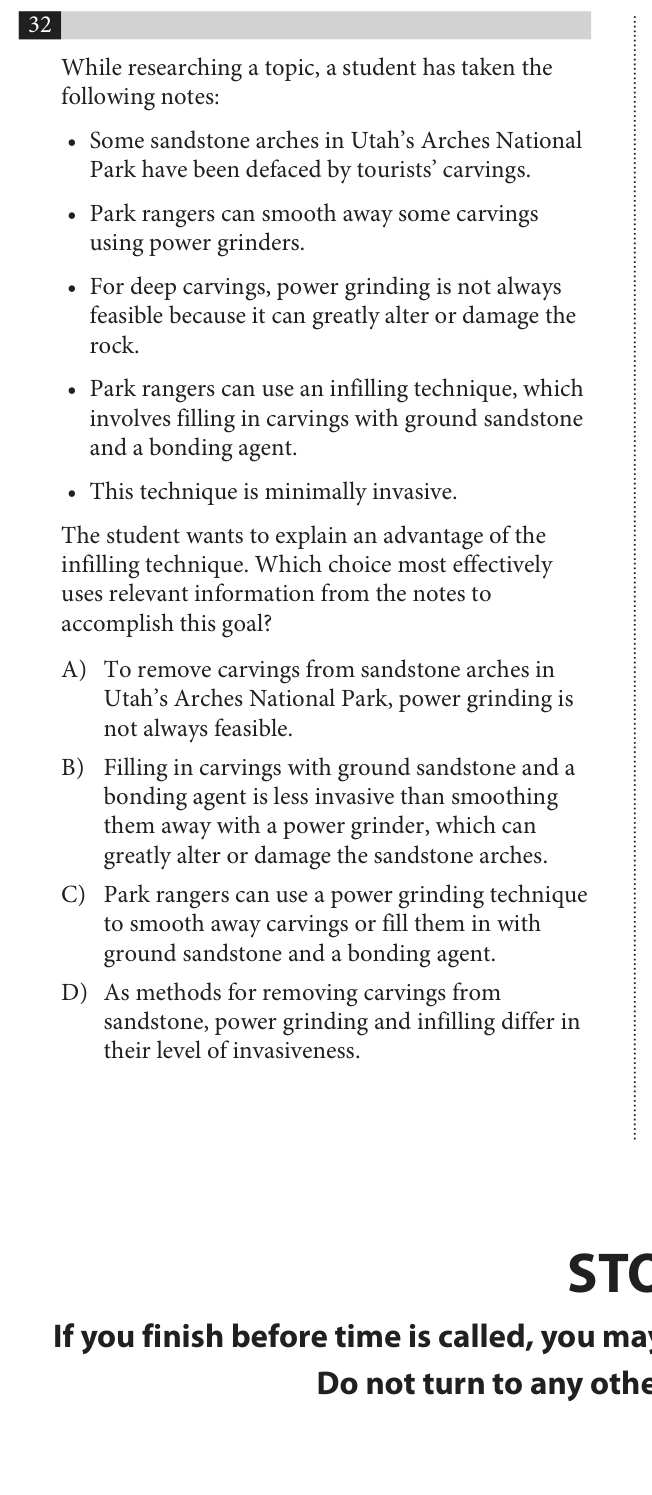 32
While researching a topic, a student has taken the
following notes:
• Some sandstone arches in Utah’s Arches National
Park have been defaced by tourists’ carvings.
• Park rangers can smooth away some carvings
using power grinders.
• For deep carvings, power grinding is not always
feasible because it can greatly alter or damage the
rock.
• Park rangers can use an infilling technique, which
involves filling in carvings with ground sandstone
and a bonding agent.
• This technique is minimally invasive.
The student wants to explain an advantage of the
infilling technique. Which choice most effectively
uses relevant information from the notes to
accomplish this goal?
A) To remove carvings from sandstone arches in
Utah’s Arches National Park, power grinding is
not always feasible.
B) Filling in carvings with ground sandstone and a
bonding agent is less invasive than smoothing
them away with a power grinder, which can
greatly alter or damage the sandstone arches.
C) Park rangers can use a power grinding technique
to smooth away carvings or fill them in with
ground sandstone and a bonding agent.
D) As methods for removing carvings from
sandstone, power grinding and infilling differ in
their level of invasiveness.
STO
If you finish before time is called, you may
Do not turn to any othe